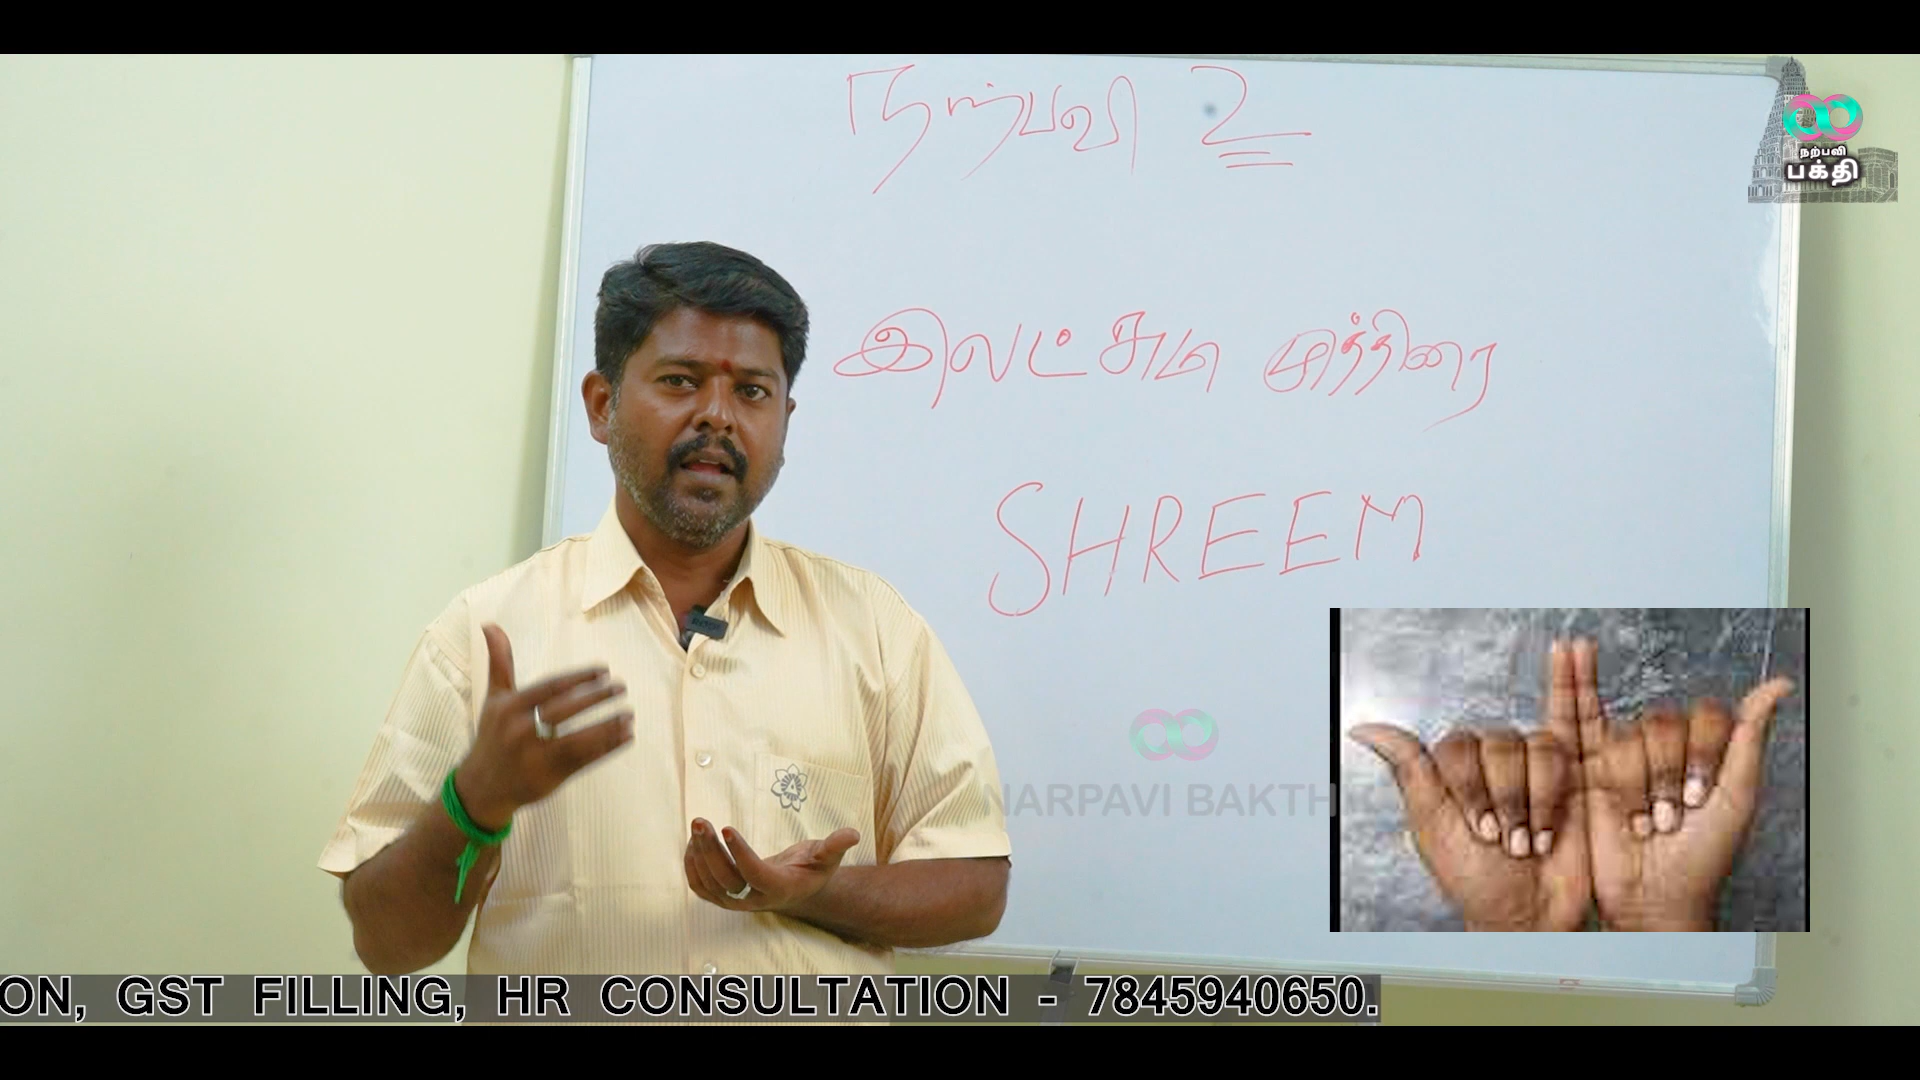 நற்பவி 2
நற்பவி
பக்தி
இலட்சுமி முத்திரை
SHREEM
NARPAVI BAKTHI
ON, GST FILLING, HR CONSULTATION - 7845940650.